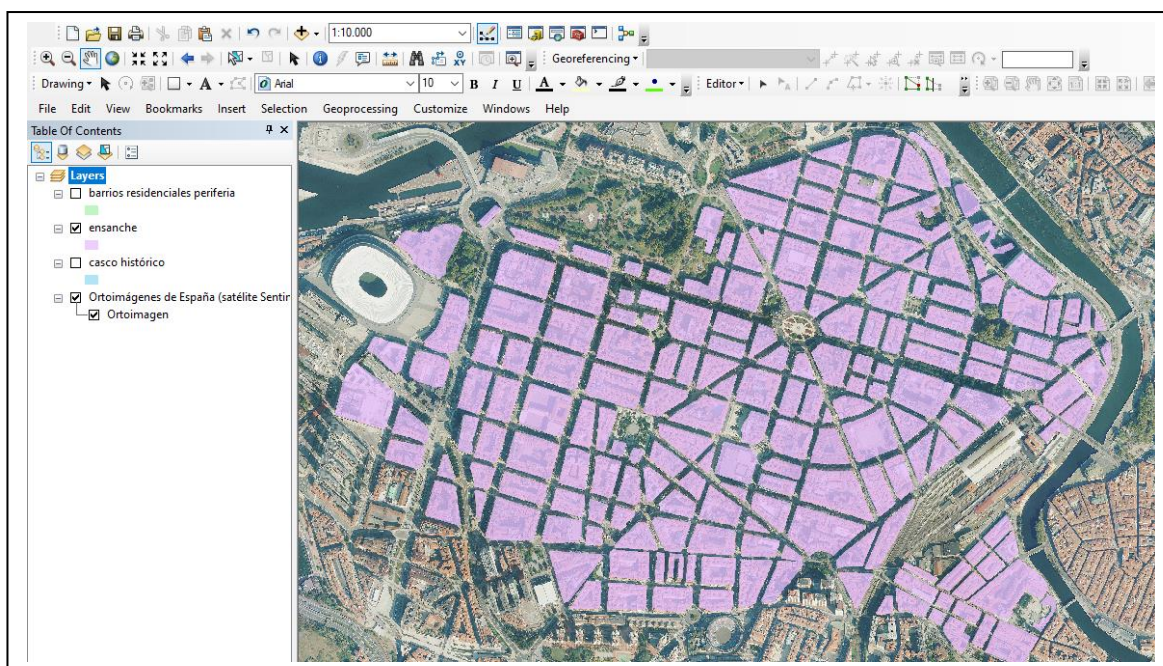 1:10.000
Georeferencing
Drawing A Arial 10 B I U A Editor
File Edit View Bookmarks Insert Selection Geoprocessing Customize Windows Help
Table Of Contents
Layers
barrios residenciales periferia
ensanche
casco histórico
Ortoimágenes de España (satélite Sentir
Ortoimagen